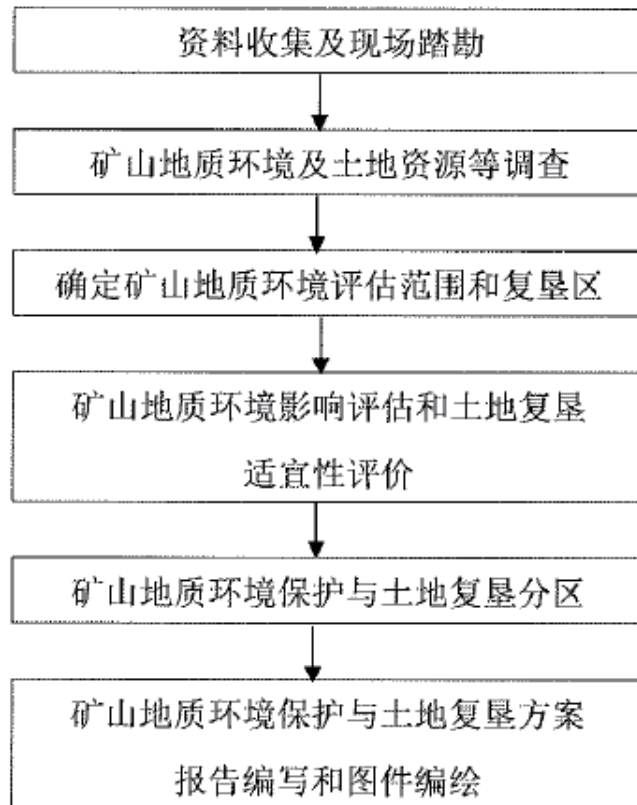 资料收集及现场踏勘
矿山地质环境及土地资源等调查
确定矿山地质环境评估范围和复垦区
矿山地质环境影响评估和土地复垦
适宜性评价
矿山地质环境保护与土地复垦分区
矿山地质环境保护与土地复垦方案
报告编写和图件编绘